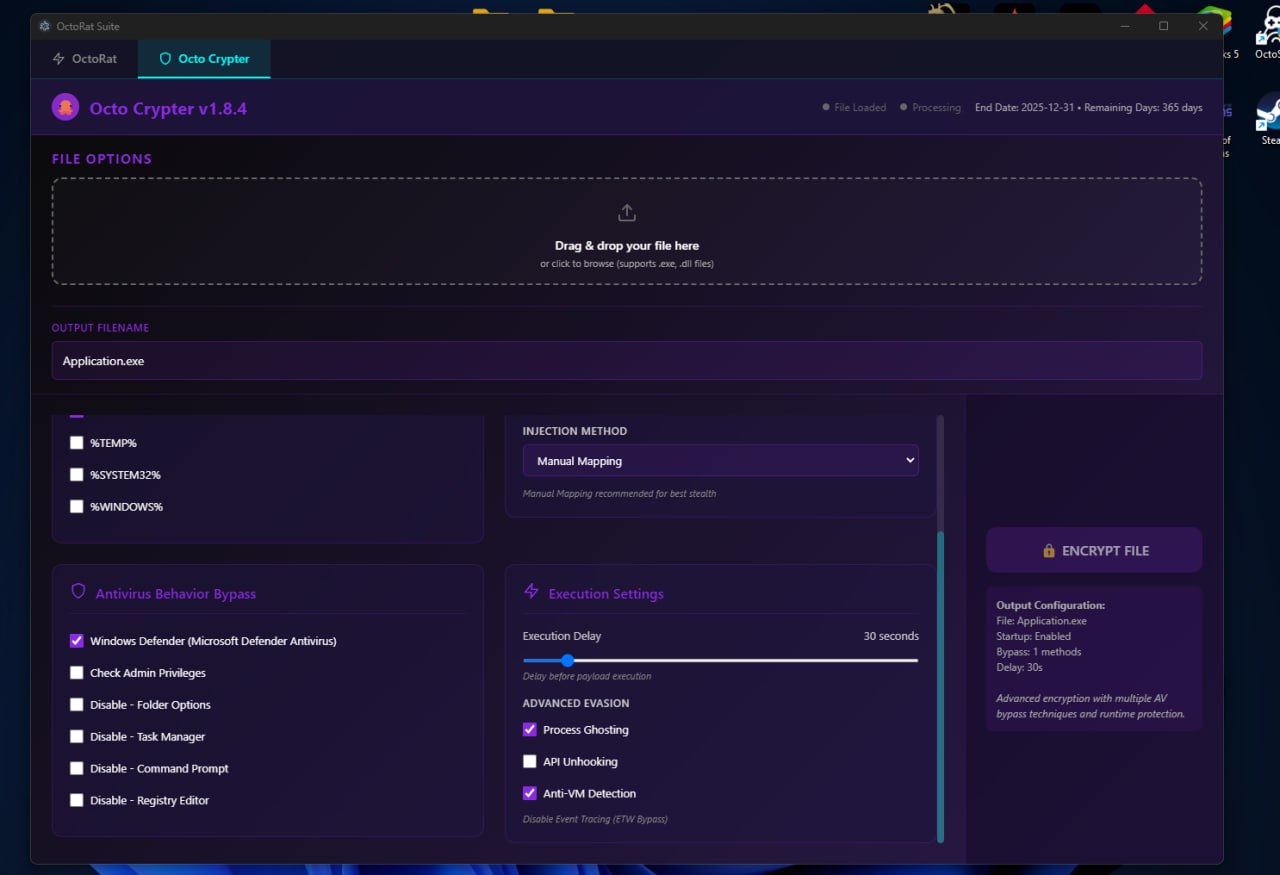 OctoRat Suite
OctoRat
Octo Crypter
Octo Crypter v1.8.4
File Loaded
Processing
End Date: 2025-12-31 • Remaining Days: 365 days
FILE OPTIONS
Drag & drop your file here
or click to browse (supports .exe, .dll files)
OUTPUT FILENAME
Application.exe
%TEMP%
%SYSTEM32%
%WINDOWS%
INJECTION METHOD
Manual Mapping
Manual Mapping recommended for best stealth
Antivirus Behavior Bypass
Windows Defender (Microsoft Defender Antivirus)
Check Admin Privileges
Disable - Folder Options
Disable - Task Manager
Disable - Command Prompt
Disable - Registry Editor
Execution Settings
Execution Delay
30 seconds
Delay before payload execution
ADVANCED EVASION
Process Ghosting
API Unhooking
Anti-VM Detection
Disable Event Tracing (ETW Bypass)
ENCRYPT FILE
Output Configuration:
File: Application.exe
Startup: Enabled
Bypass: 1 methods
Delay: 30s
Advanced encryption with multiple AV
bypass techniques and runtime protection.